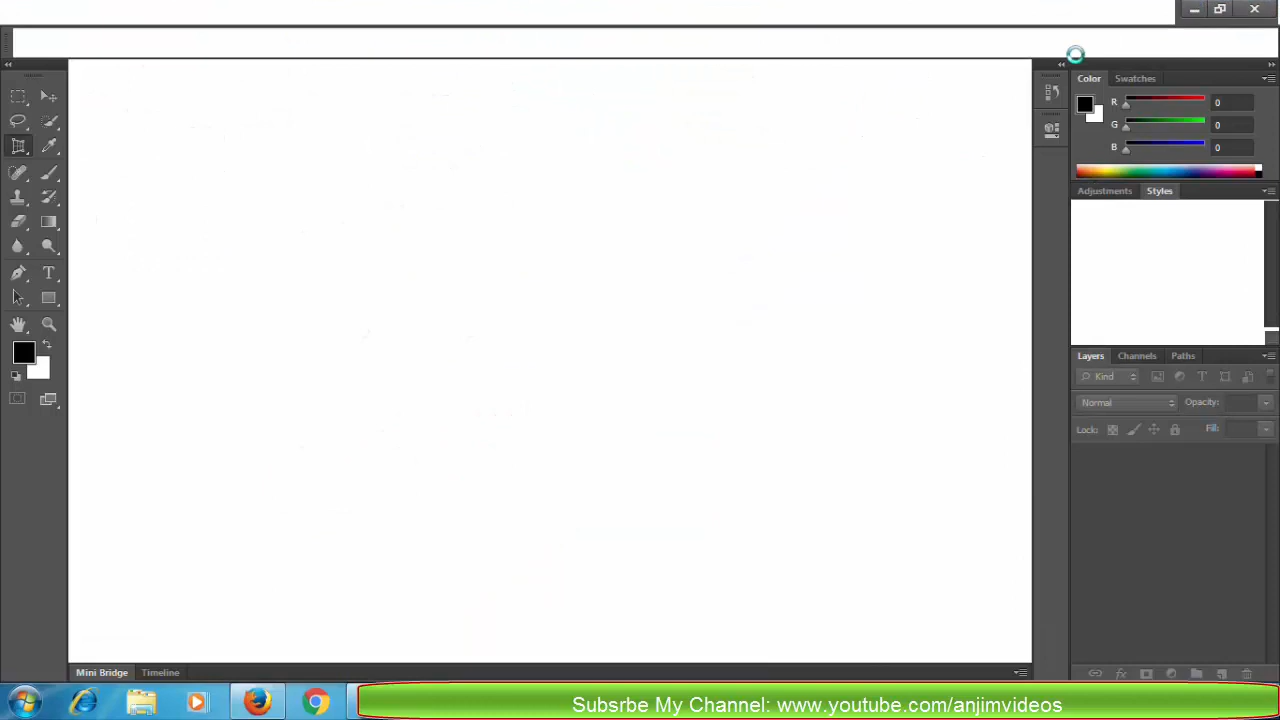 Color Swatches
R 0
G 0
B 0
Adjustments Styles
Layers Channels Paths
Kind
Normal Opacity:
Lock: Fill:
Mini Bridge Timeline
Subsrbe My Channel: www.youtube.com/anjimvideos